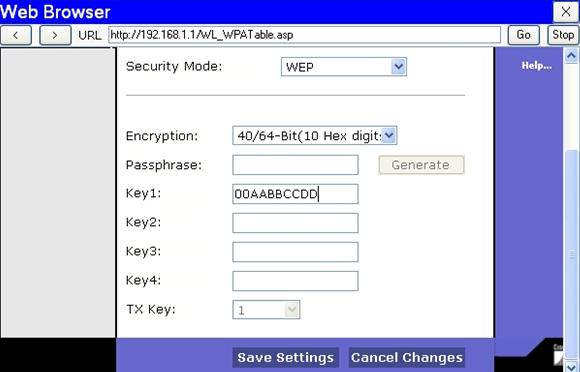 Web Browser
X
< > URL http://192.168.1.1/WL_WPATable.asp Go Stop
Security Mode: WEP Help...
Encryption: 40/64-Bit(10 Hex digit:
Passphrase: Generate
Key1: 00AABBCCDD
Key2:
Key3:
Key4:
TX Key: 1
Save Settings Cancel Changes